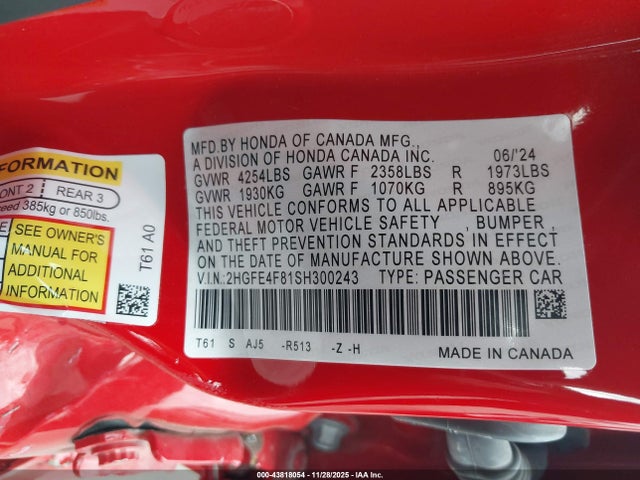 MFD.BY HONDA OF CANADA MFG.,
A DIVISION OF HONDA CANADA INC. 06/'24
GVWR 4254LBS GAWR F 2358LBS R 1973LBS
GVWR 1930KG GAWR F 1070KG R 895KG
THIS VEHICLE CONFORMS TO ALL APPLICABLE
FEDERAL MOTOR VEHICLE SAFETY , BUMPER ,
AND THEFT PREVENTION STANDARDS IN EFFECT
ON THE DATE OF MANUFACTURE SHOWN ABOVE.
V.I.N.:2HGFE4F81SH300243 TYPE: PASSENGER CAR
T61 S AJ5 -R513 -Z -H
MADE IN CANADA
FORMATION
ONT 2 REAR 3
ceed 385kg or 850lbs.
SEE OWNER'S
MANUAL FOR
ADDITIONAL
INFORMATION
T61 A0
000-43818054 | 11/28/2025 - IAA Inc.